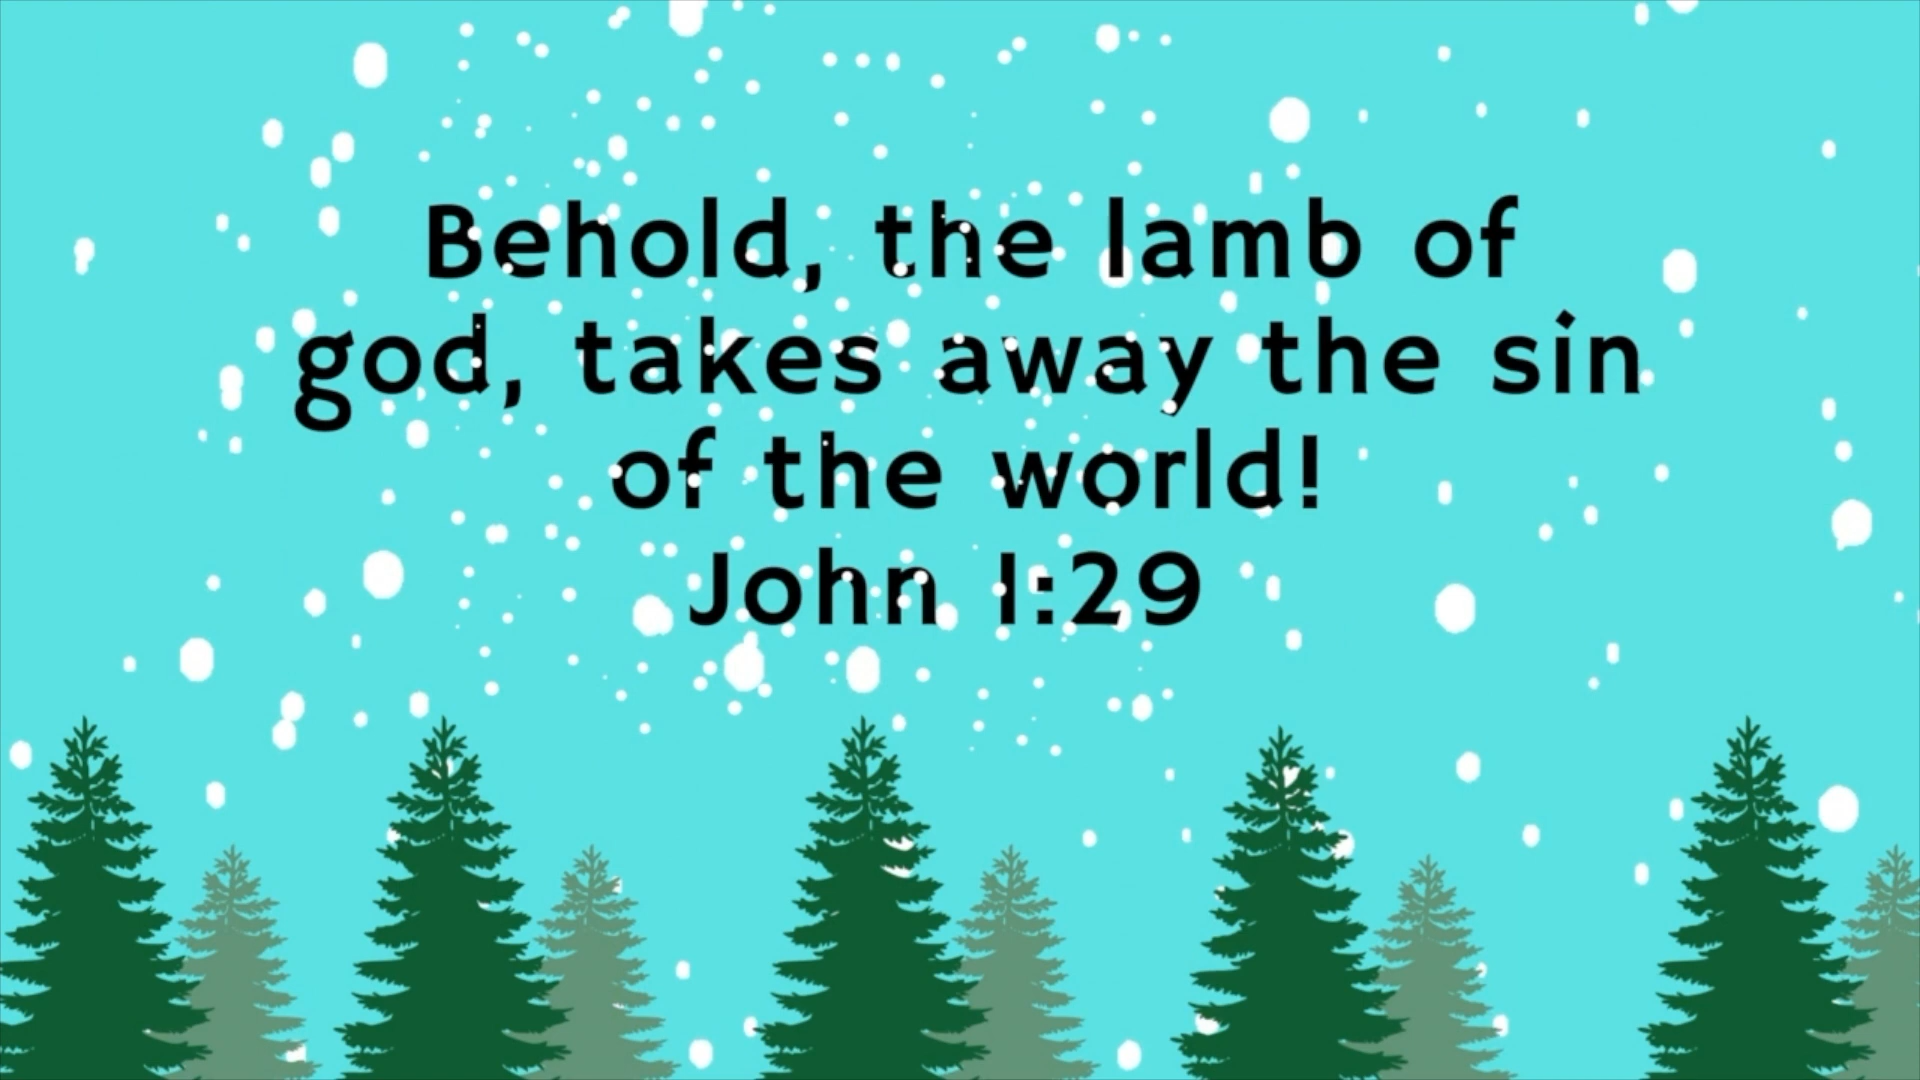 Behold, the lamb of
god, takes away the sin
of the world!
John 1:29